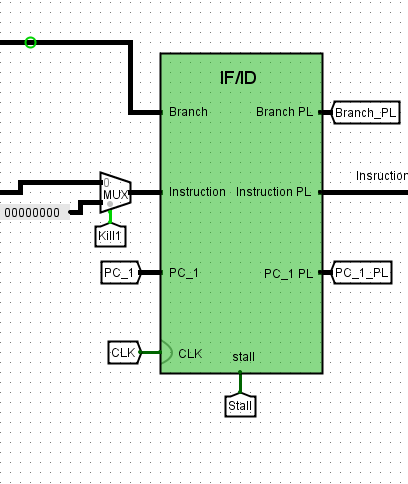 IF/ID
Branch
Branch PL
Branch_PL
Instruction
0
MUX
Insruction
Instruction PL
00000000
Kill1
PC_1
PC_1
PC_1 PL
PC_1_PL
CLK
CLK
stall
Stall